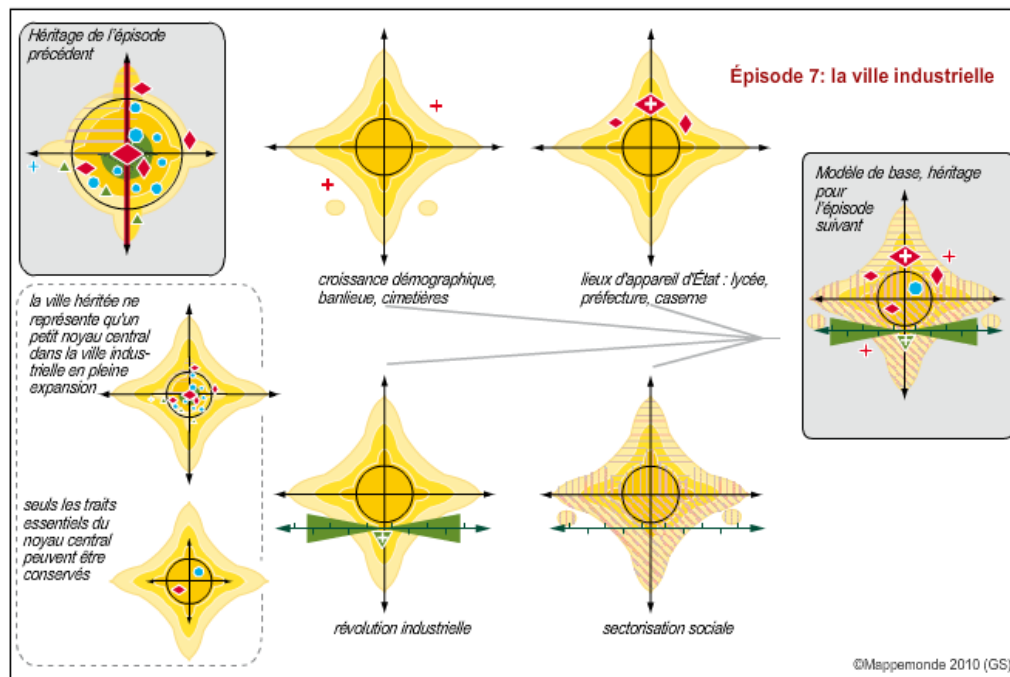 Héritage de l'épisode
précédent
Épisode 7: la ville industrielle
Modèle de base, héritage
pour
l'épisode
suivant
croissance démographique,
banlieue, cimetières
lieux d'appareil d'État : lycée,
préfecture, caserne
la ville héritée ne
représente qu'un
petit noyau central
dans la ville indus-
trielle en pleine
expansion
seuls les traits
essentiels du
noyau central
peuvent être
conservés
révolution industrielle
sectorisation sociale
©Mappemonde 2010 (GS)